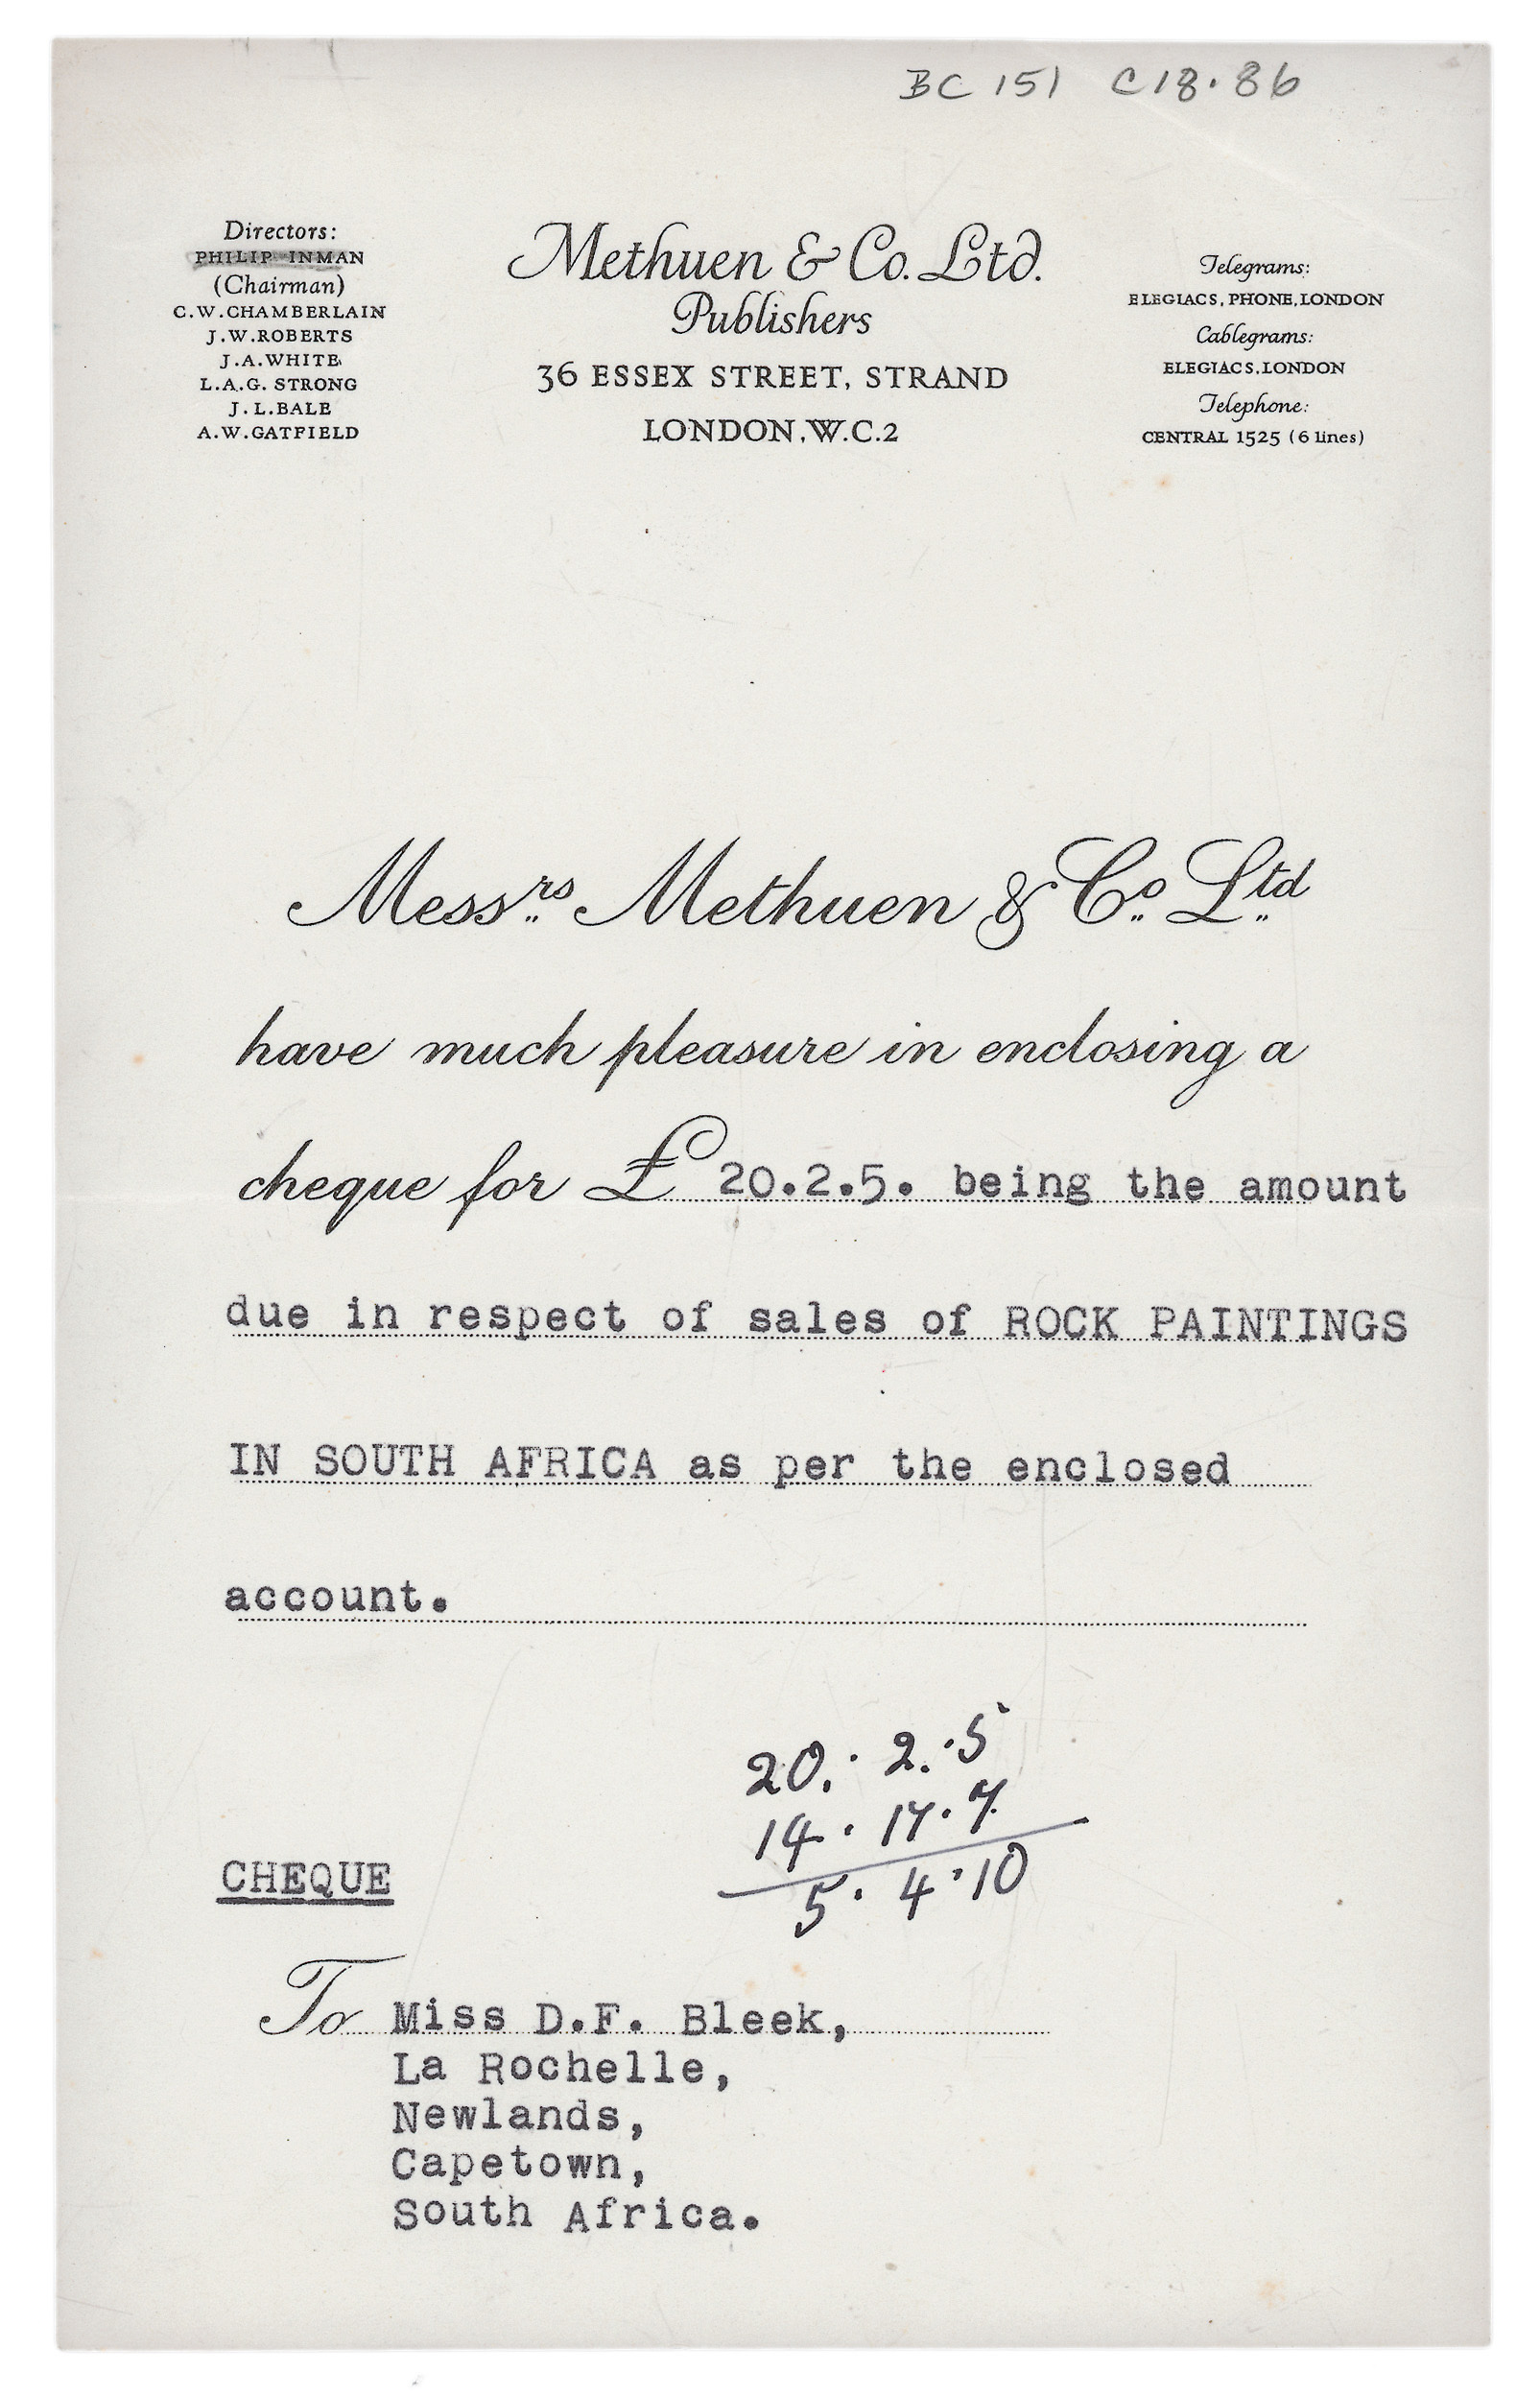 BC 151 C18.86
Directors:
PHILIP INMAN
(Chairman)
C.W.CHAMBERLAIN
J.W.ROBERTS
J.A.WHITE
L.A.G. STRONG
J.L.BALE
A.W.GATFIELD
Methuen & Co. Ltd.
Publishers
36 ESSEX STREET, STRAND
LONDON, W.C.2
Telegrams:
ELEGIACS, PHONE, LONDON
Cablegrams:
ELEGIACS, LONDON
Telephone:
CENTRAL 1525 (6 lines)
Messrs Methuen & Co Ltd
have much pleasure in enclosing a
cheque for £ 20.2.5. being the amount
due in respect of sales of ROCK PAINTINGS
IN SOUTH AFRICA as per the enclosed
account.
20. 2. 5
14. 17. 7
5. 4. 10
CHEQUE
To Miss D.F. Bleek,
La Rochelle,
Newlands,
Capetown,
South Africa.